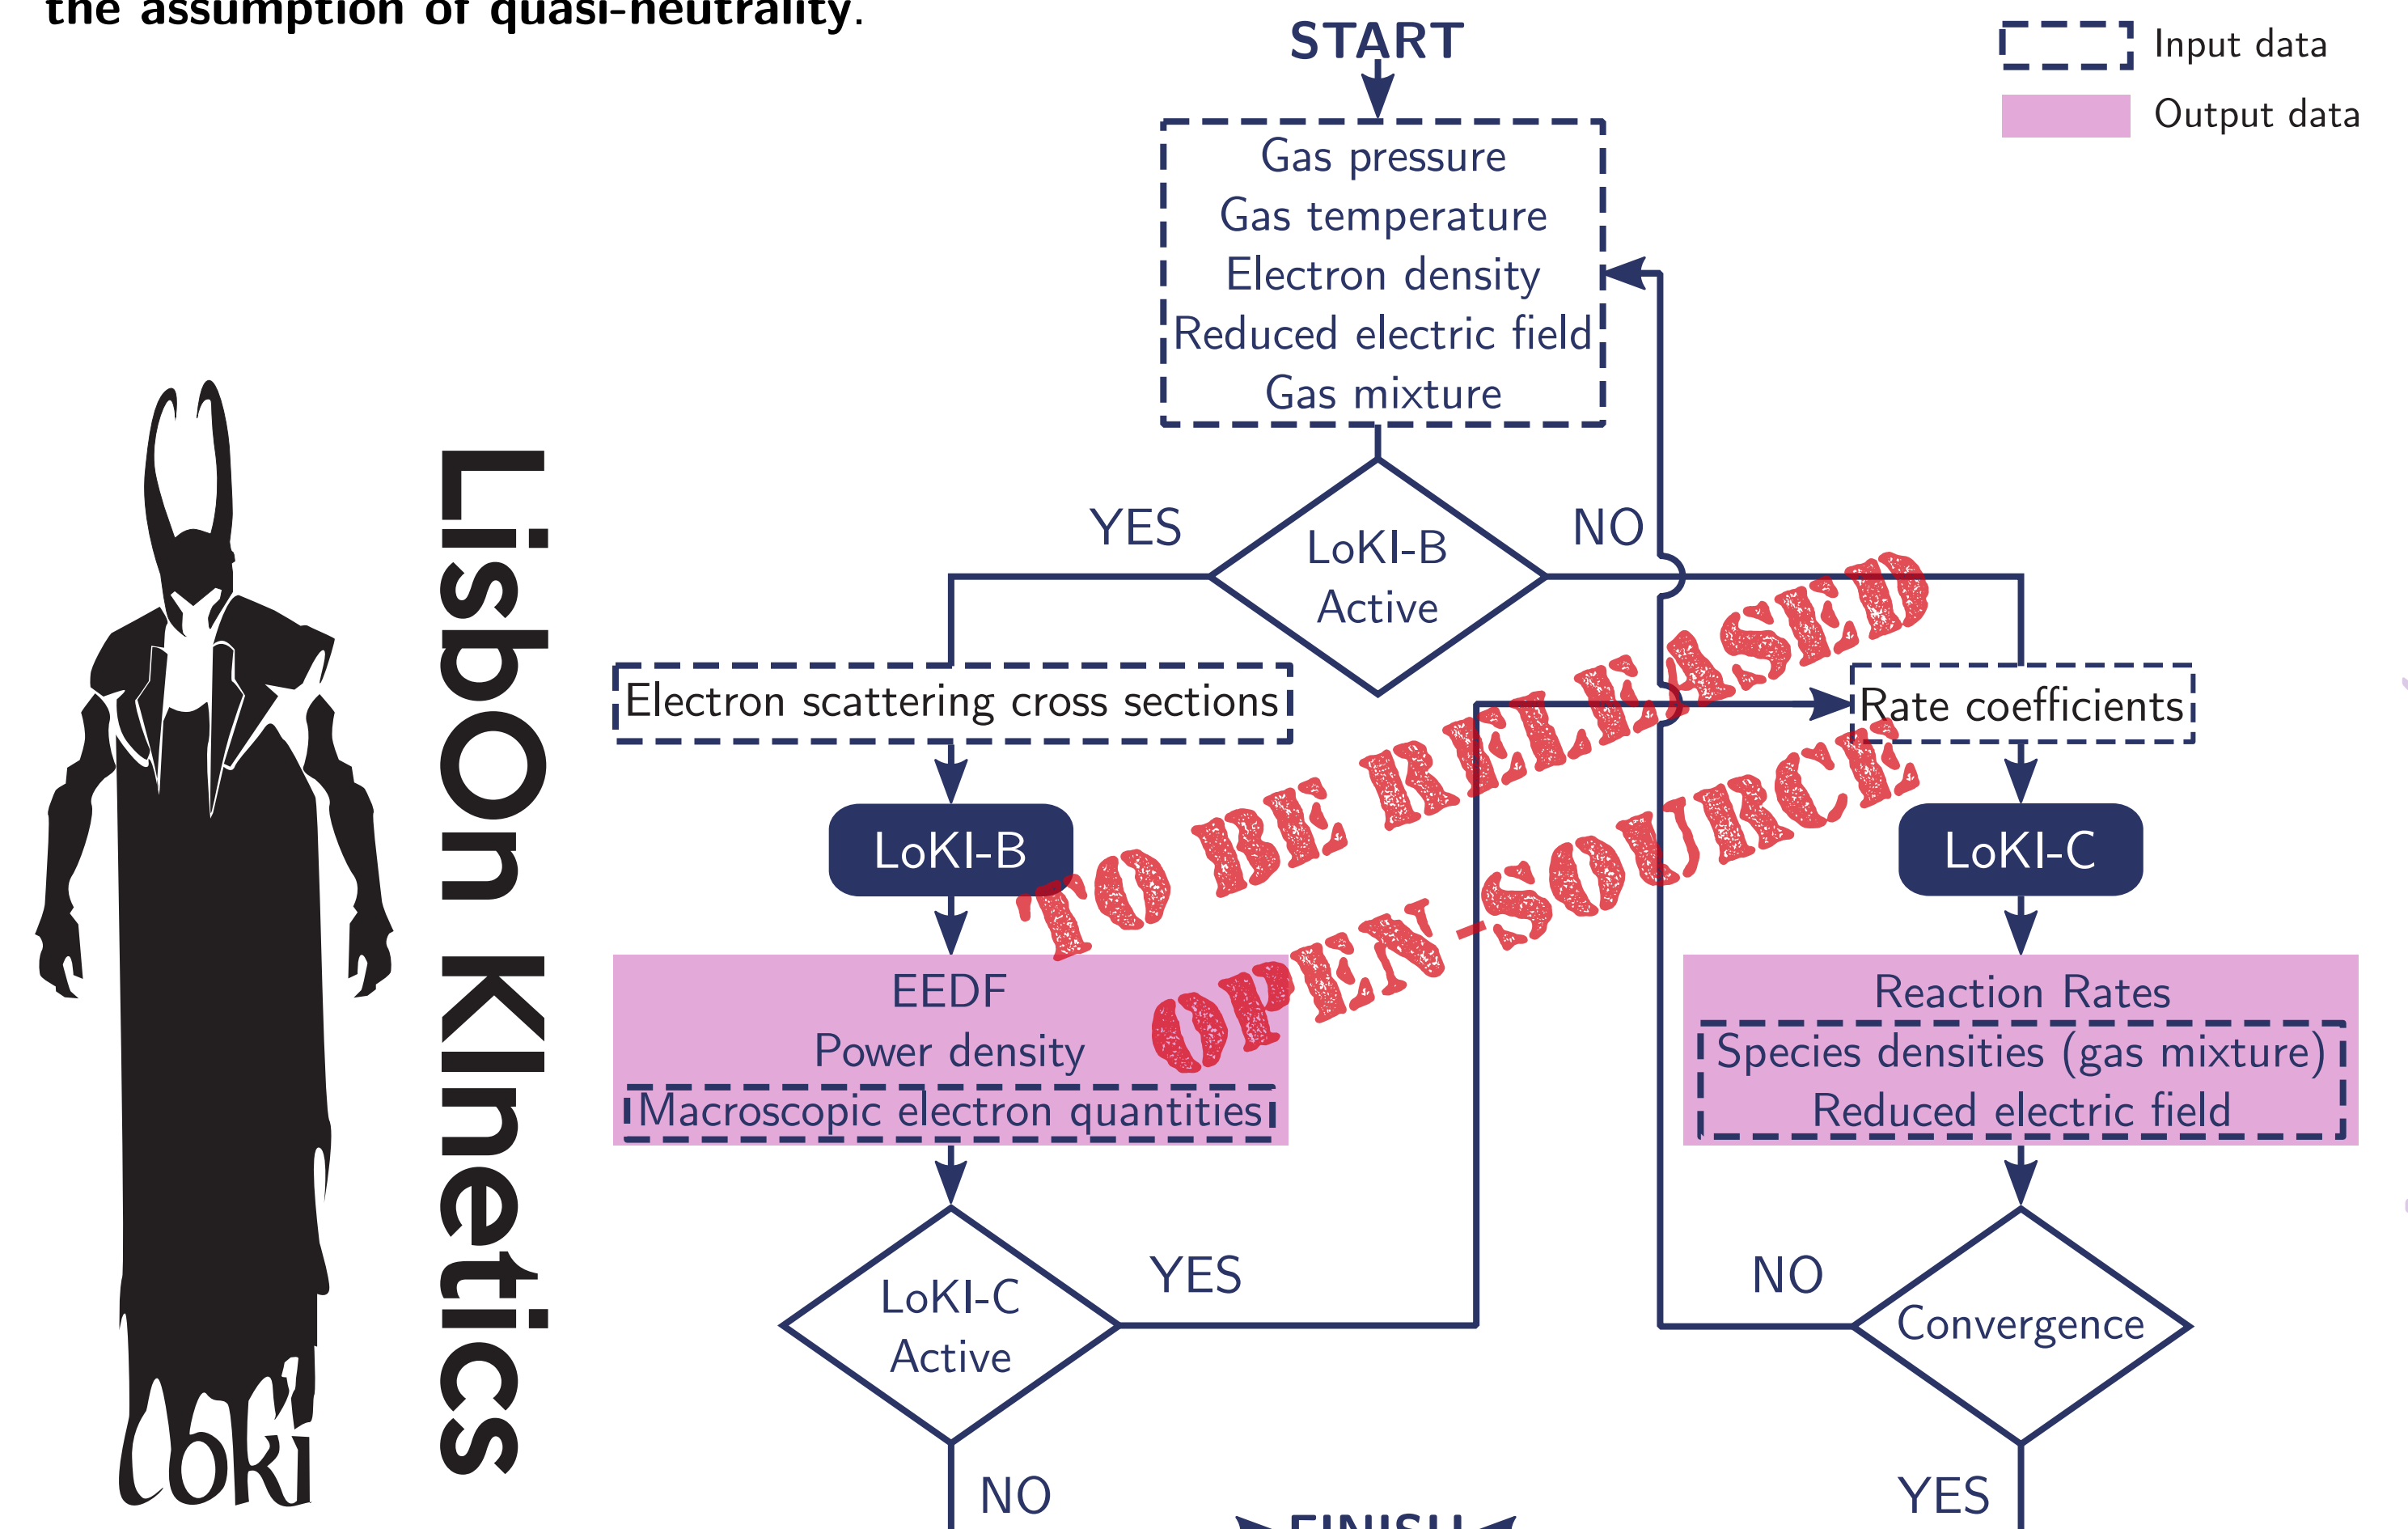 the assumption of quasi-neutrality.
START
Input data
Output data
Gas pressure
Gas temperature
Electron density
Reduced electric field
Gas mixture
YES
LoKI-B
Active
NO
Electron scattering cross sections
Rate coefficients
LoKI-B
LoKI-C
TO BE RELEASED
OPEN-SOURCE
EEDF
Power density
Macroscopic electron quantities
Reaction Rates
Species densities (gas mixture)
Reduced electric field
LoKI-C
Active
YES
NO
Convergence
NO
YES
FINISH
LisbOn KInetics
Loki